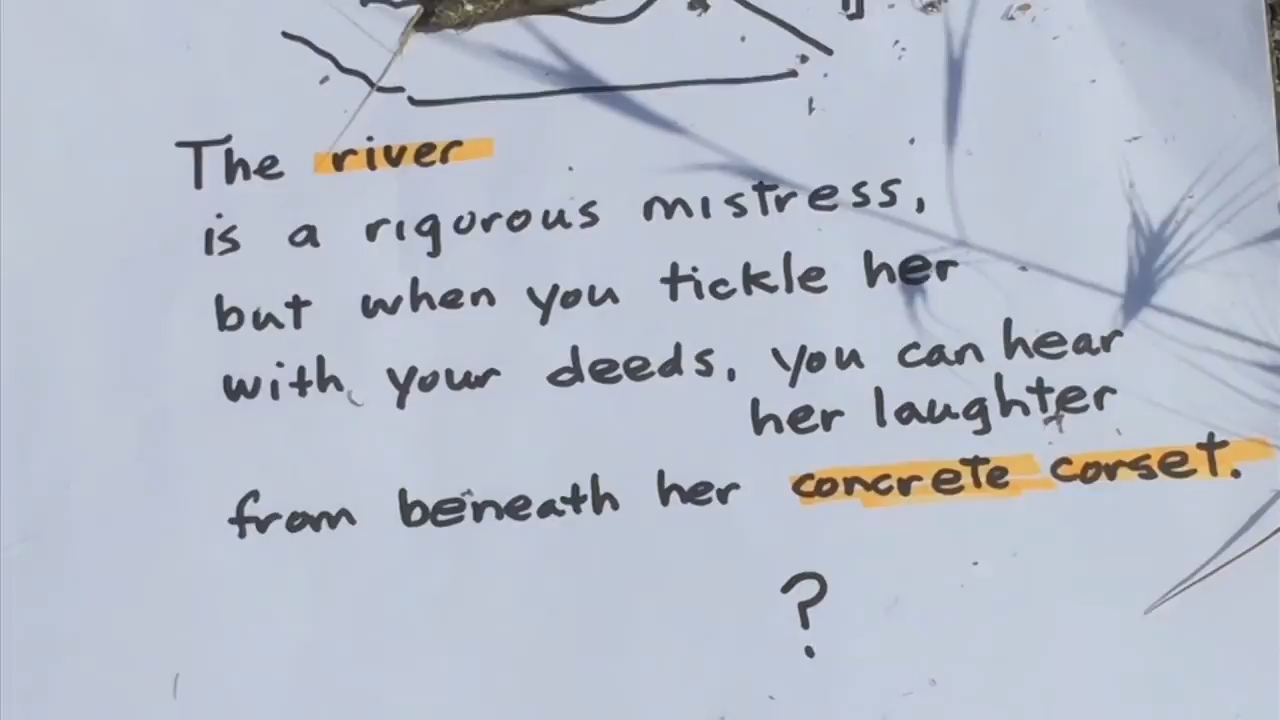 The river
is a rigorous mistress,
but when you tickle her
with your deeds, you can hear
her laughter
from beneath her concrete corset.
?